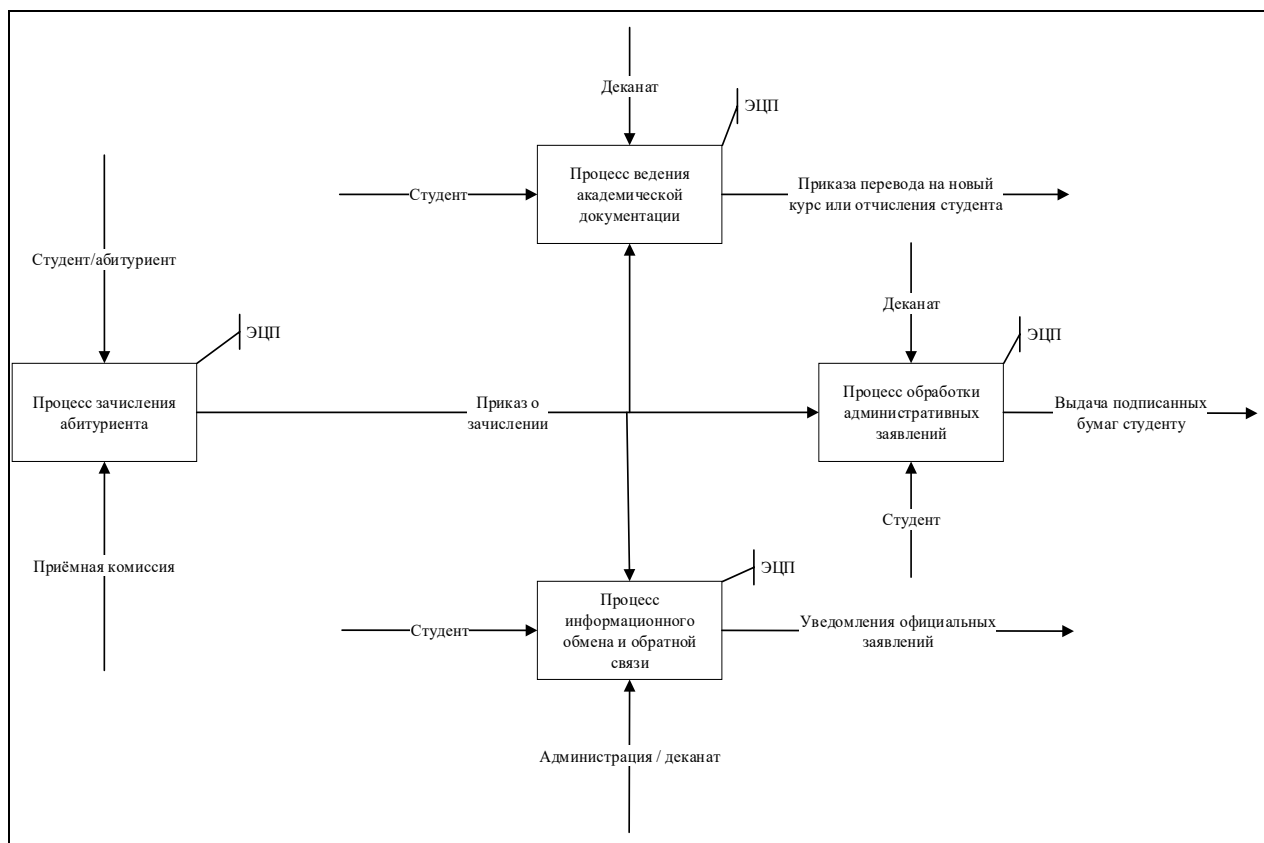 Деканат
ЭЦП
Процесс ведения
академической
документации
Студент
Приказа перевода на новый
курс или отчисления студента
Студент/абитуриент
ЭЦП
Деканат
ЭЦП
Процесс зачисления
абитуриента
Приказ о
зачислении
Процесс обработки
административных
заявлений
Выдача подписанных
бумаг студенту
Студент
Приёмная комиссия
ЭЦП
Процесс
информационного
обмена и обратной
связи
Студент
Уведомления официальных
заявлений
Администрация / деканат